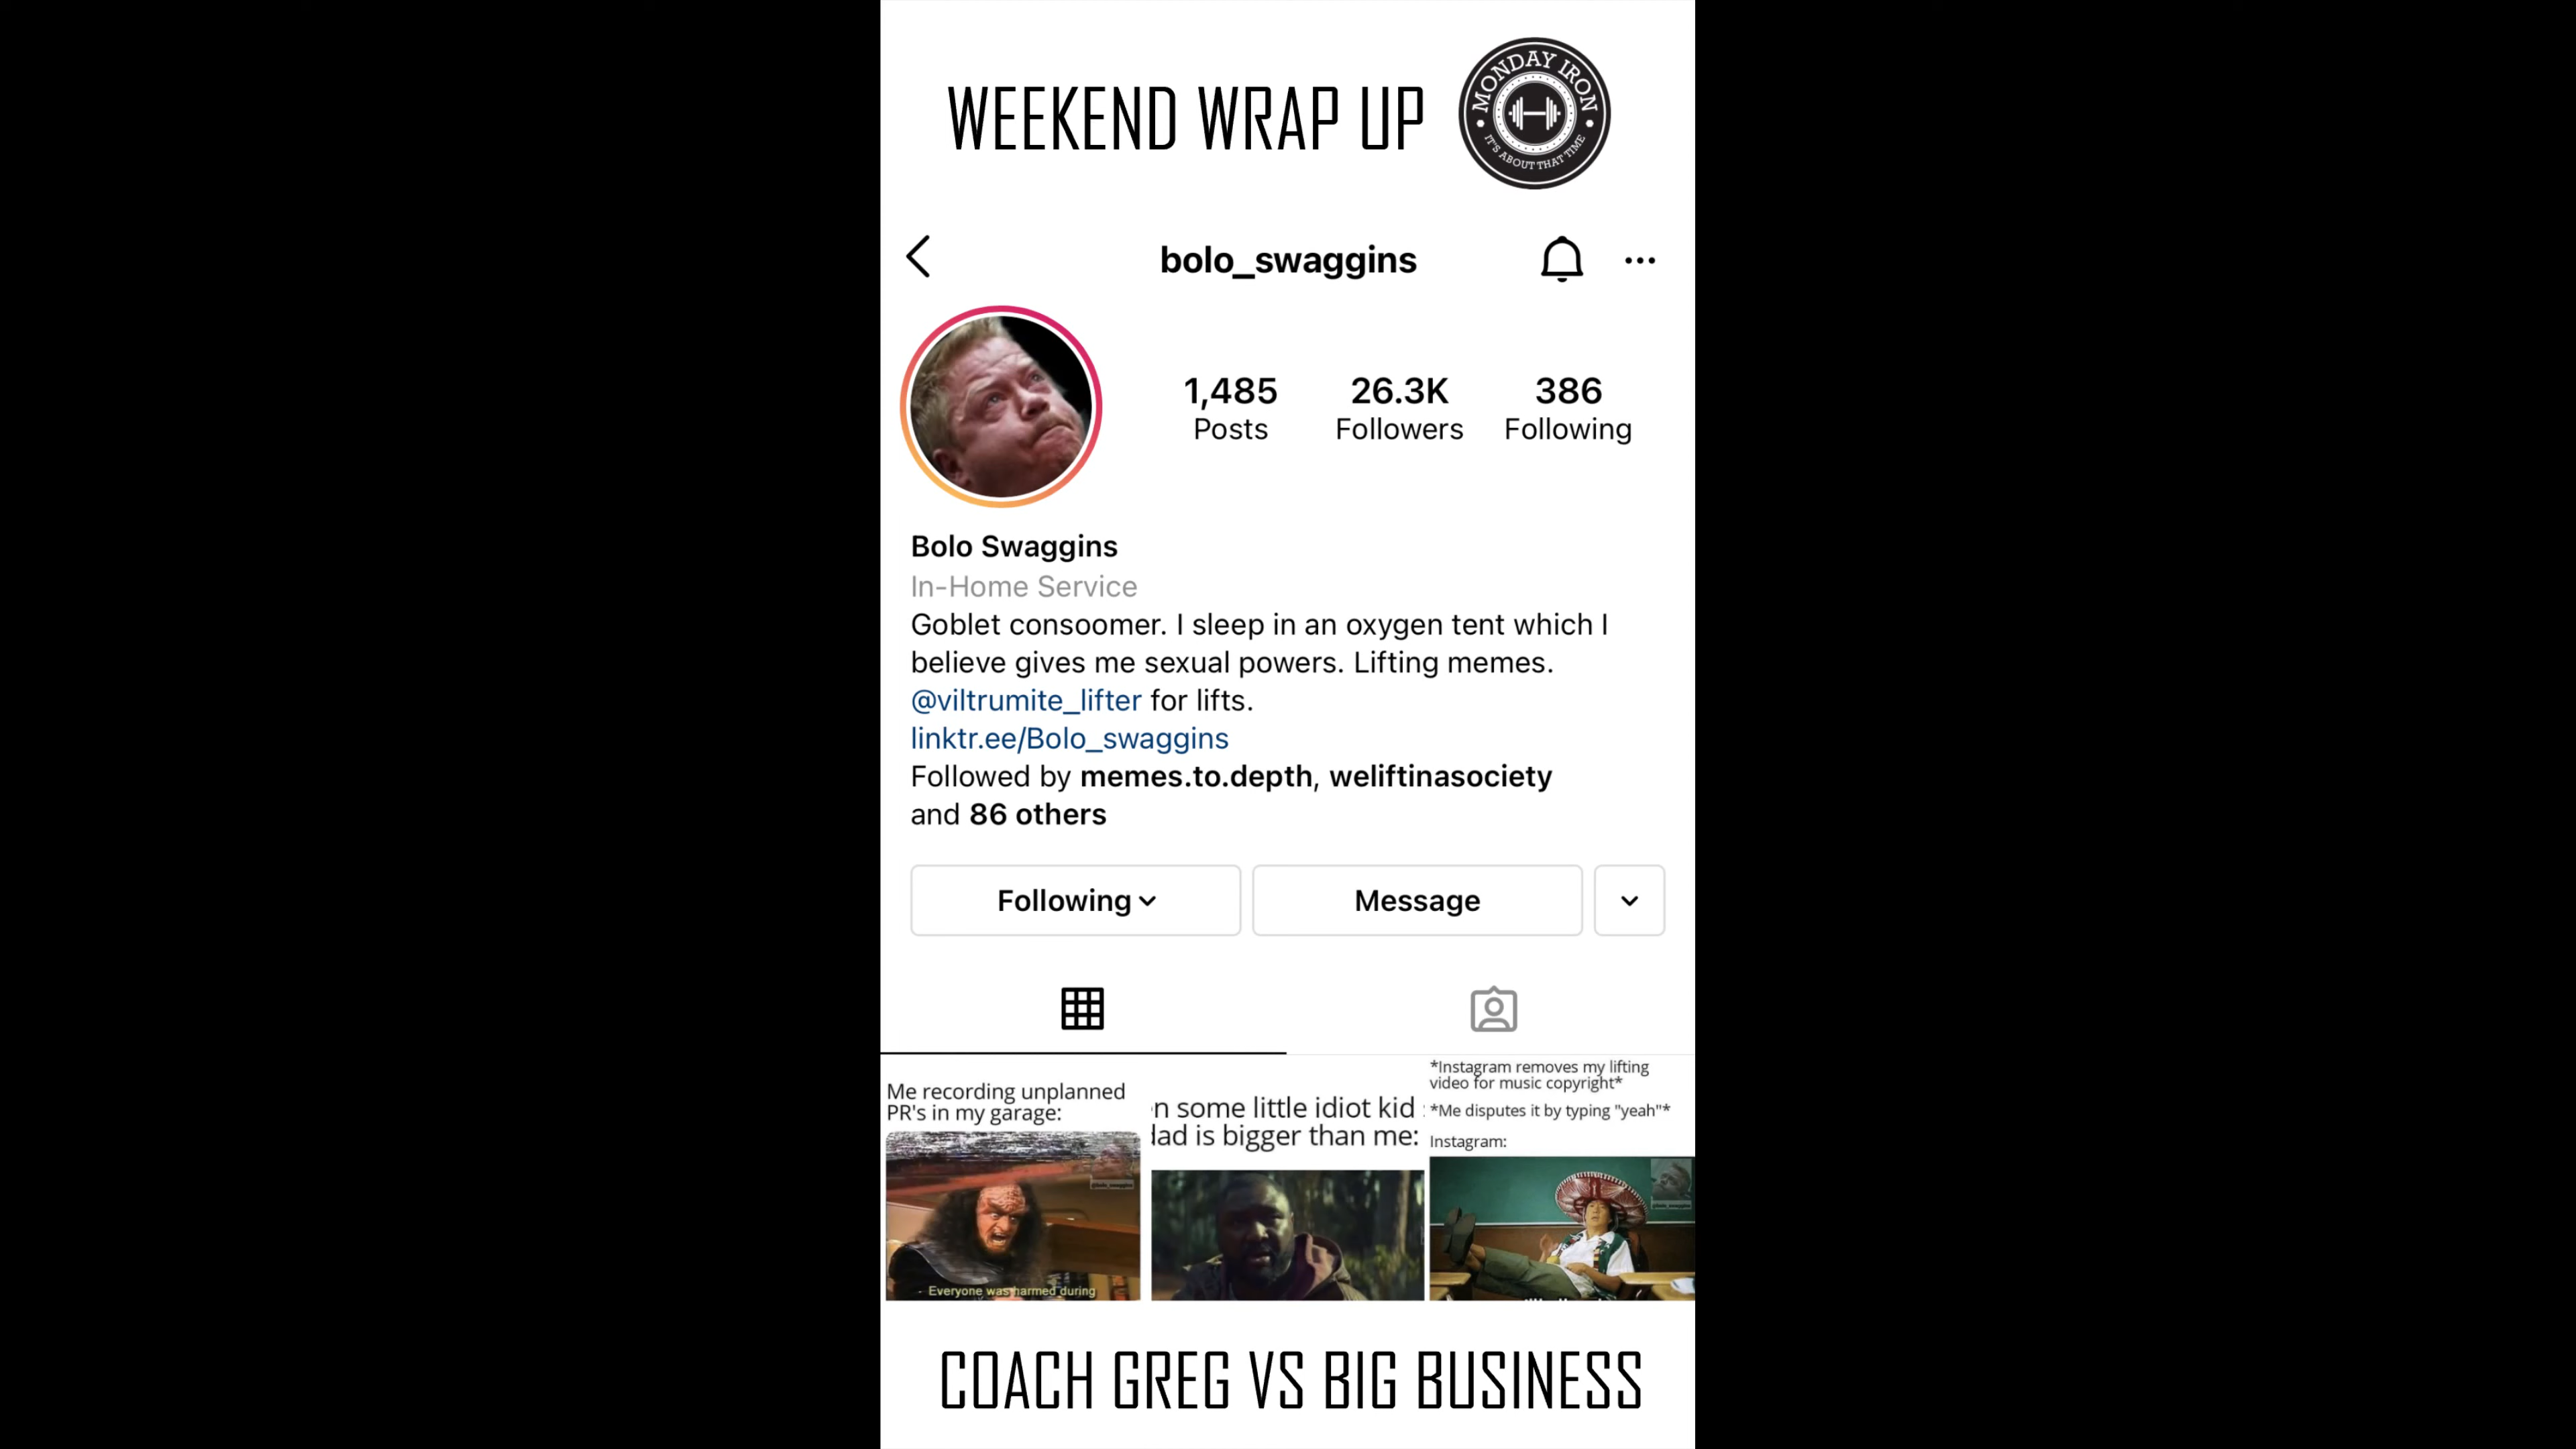 WEEKEND WRAP UP
MONDAY IRON
IT'S ABOUT THAT TIME
bolo_swaggins
1,485 26.3K 386
Posts Followers Following
Bolo Swaggins
In-Home Service
Goblet consoomer. I sleep in an oxygen tent which I
believe gives me sexual powers. Lifting memes.
@viltrumite_lifter for lifts.
linktr.ee/Bolo_swaggins
Followed by memes.to.depth, weliftinasociety
and 86 others
Following Message
Me recording unplanned
PR's in my garage:
@bolo_swaggins
- Everyone was harmed during
n some little idiot kid
dad is bigger than me:
*Instagram removes my lifting
video for music copyright*
*Me disputes it by typing "yeah"*
Instagram:
COACH GREG VS BIG BUSINESS